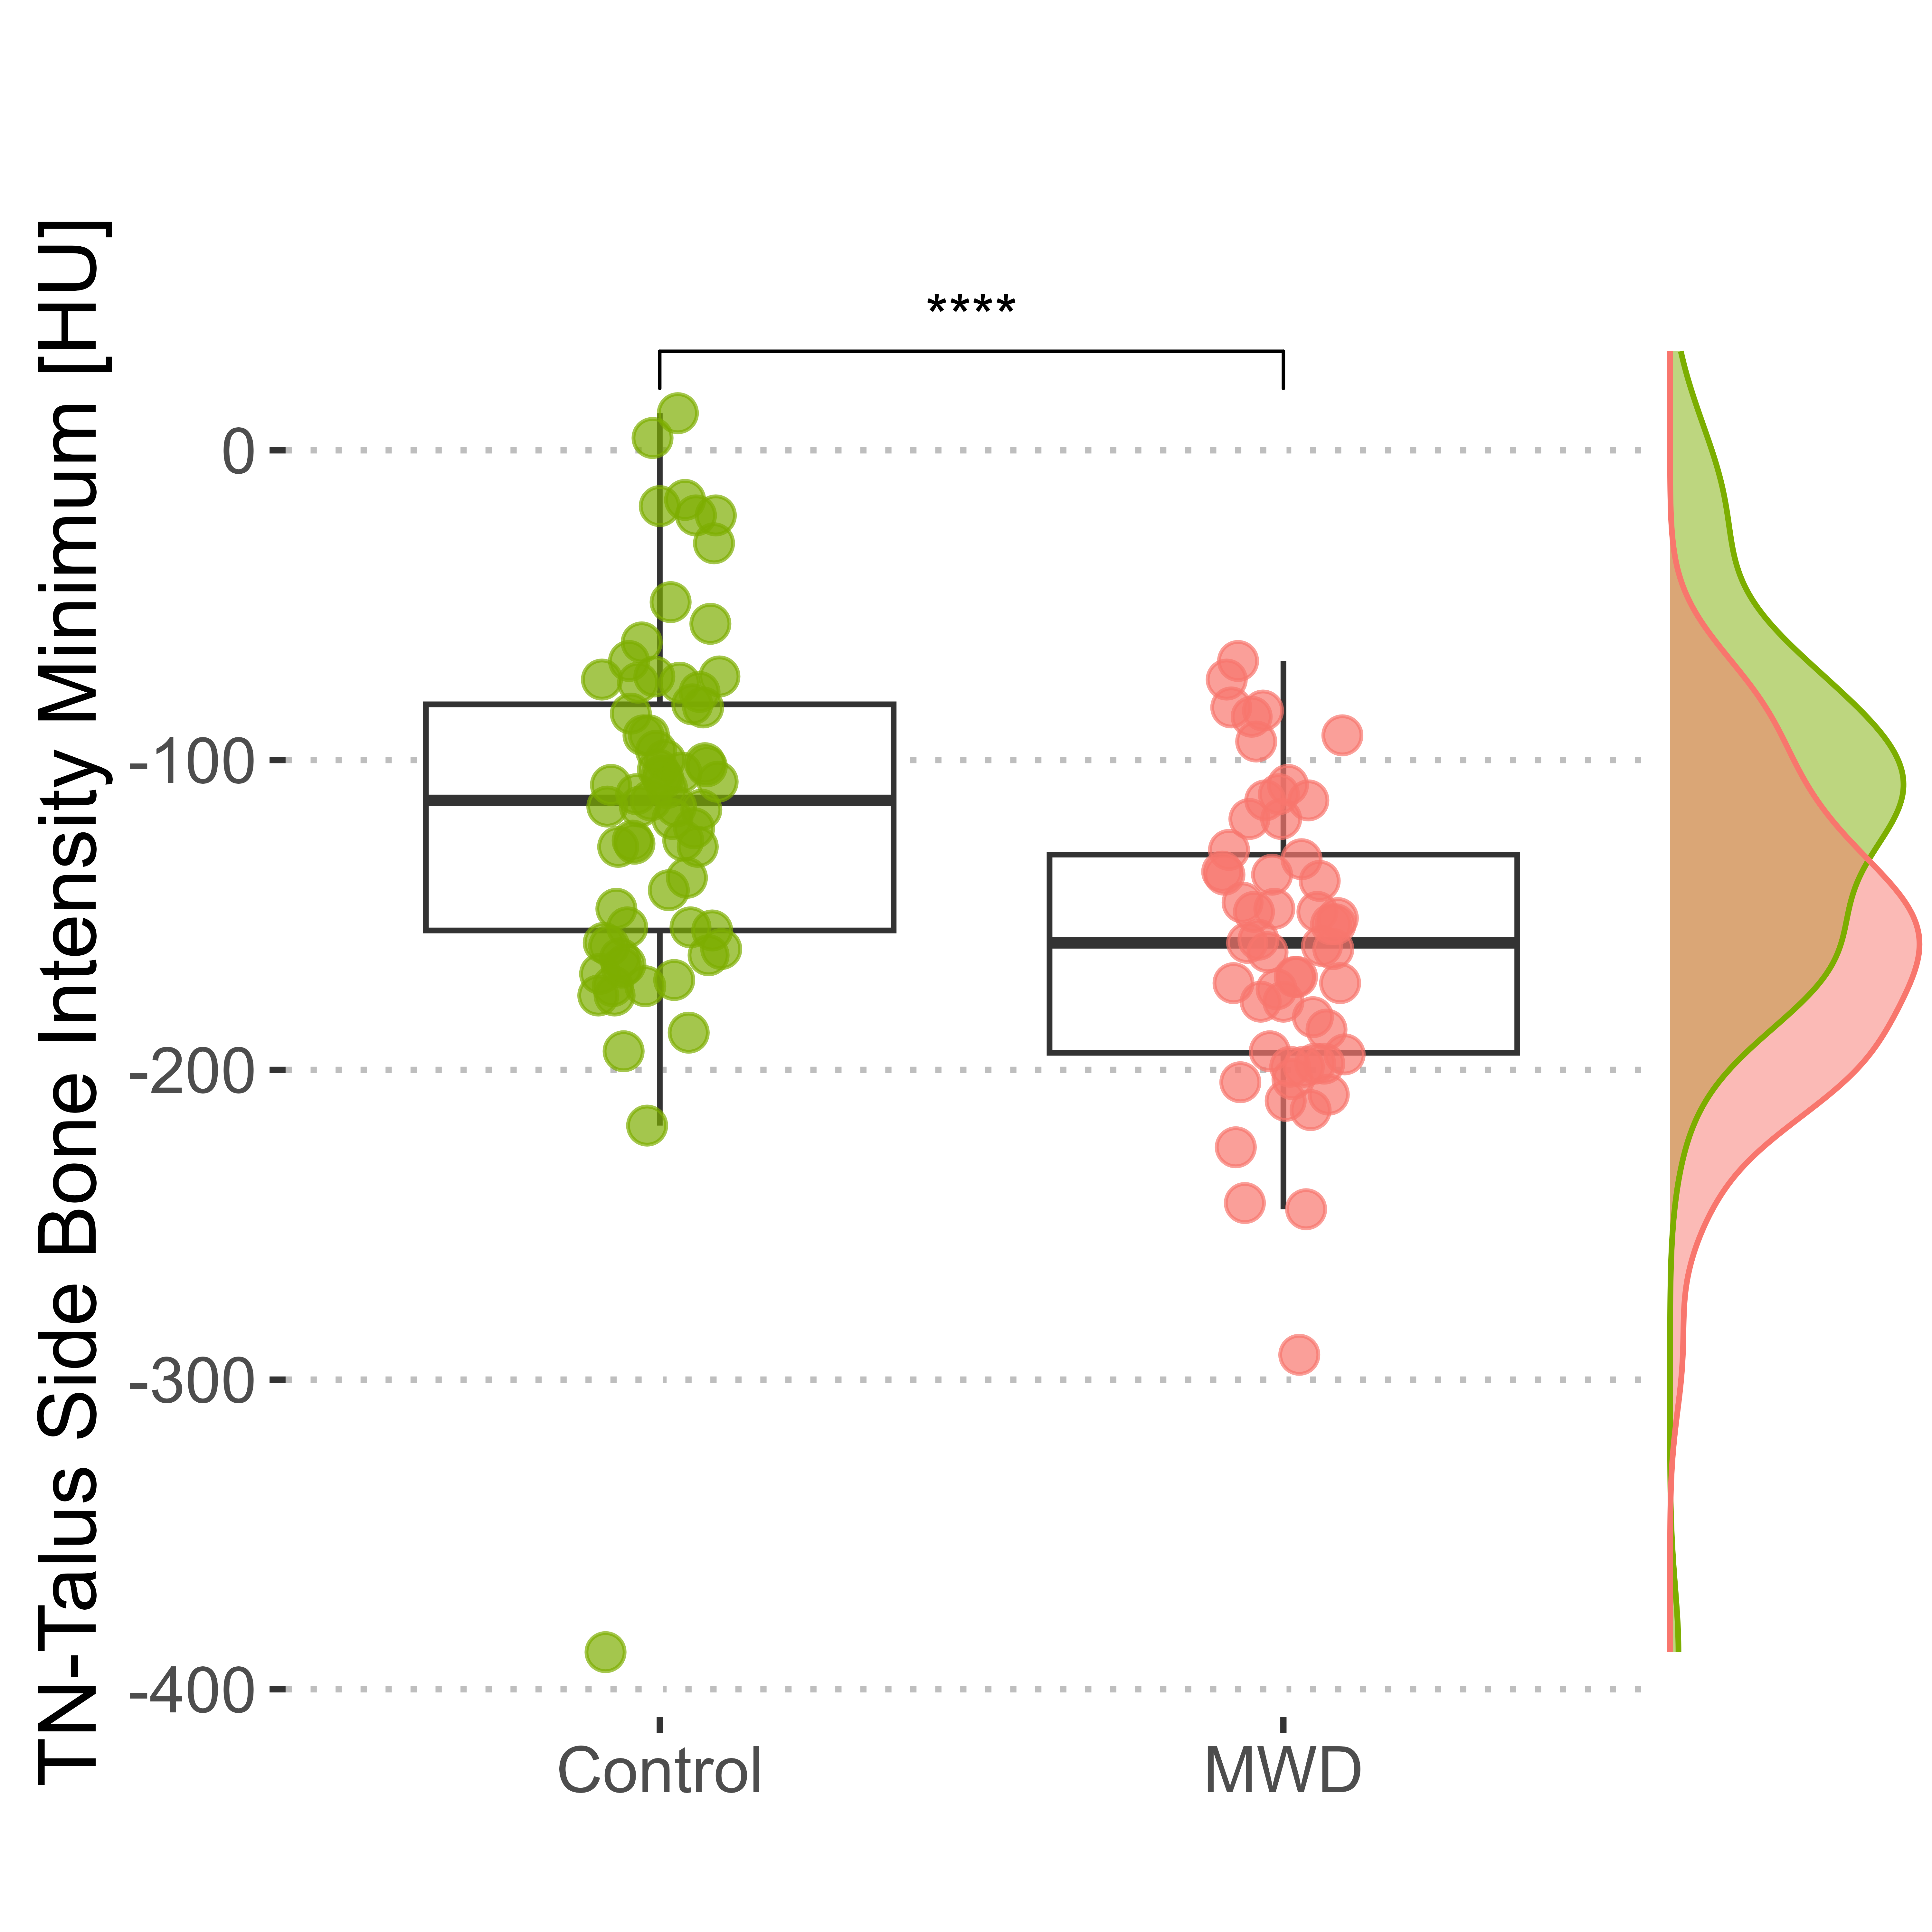 TN-Talus Side Bone Intensity Minimum [HU]
****
0
-100
-200
-300
-400
Control
MWD